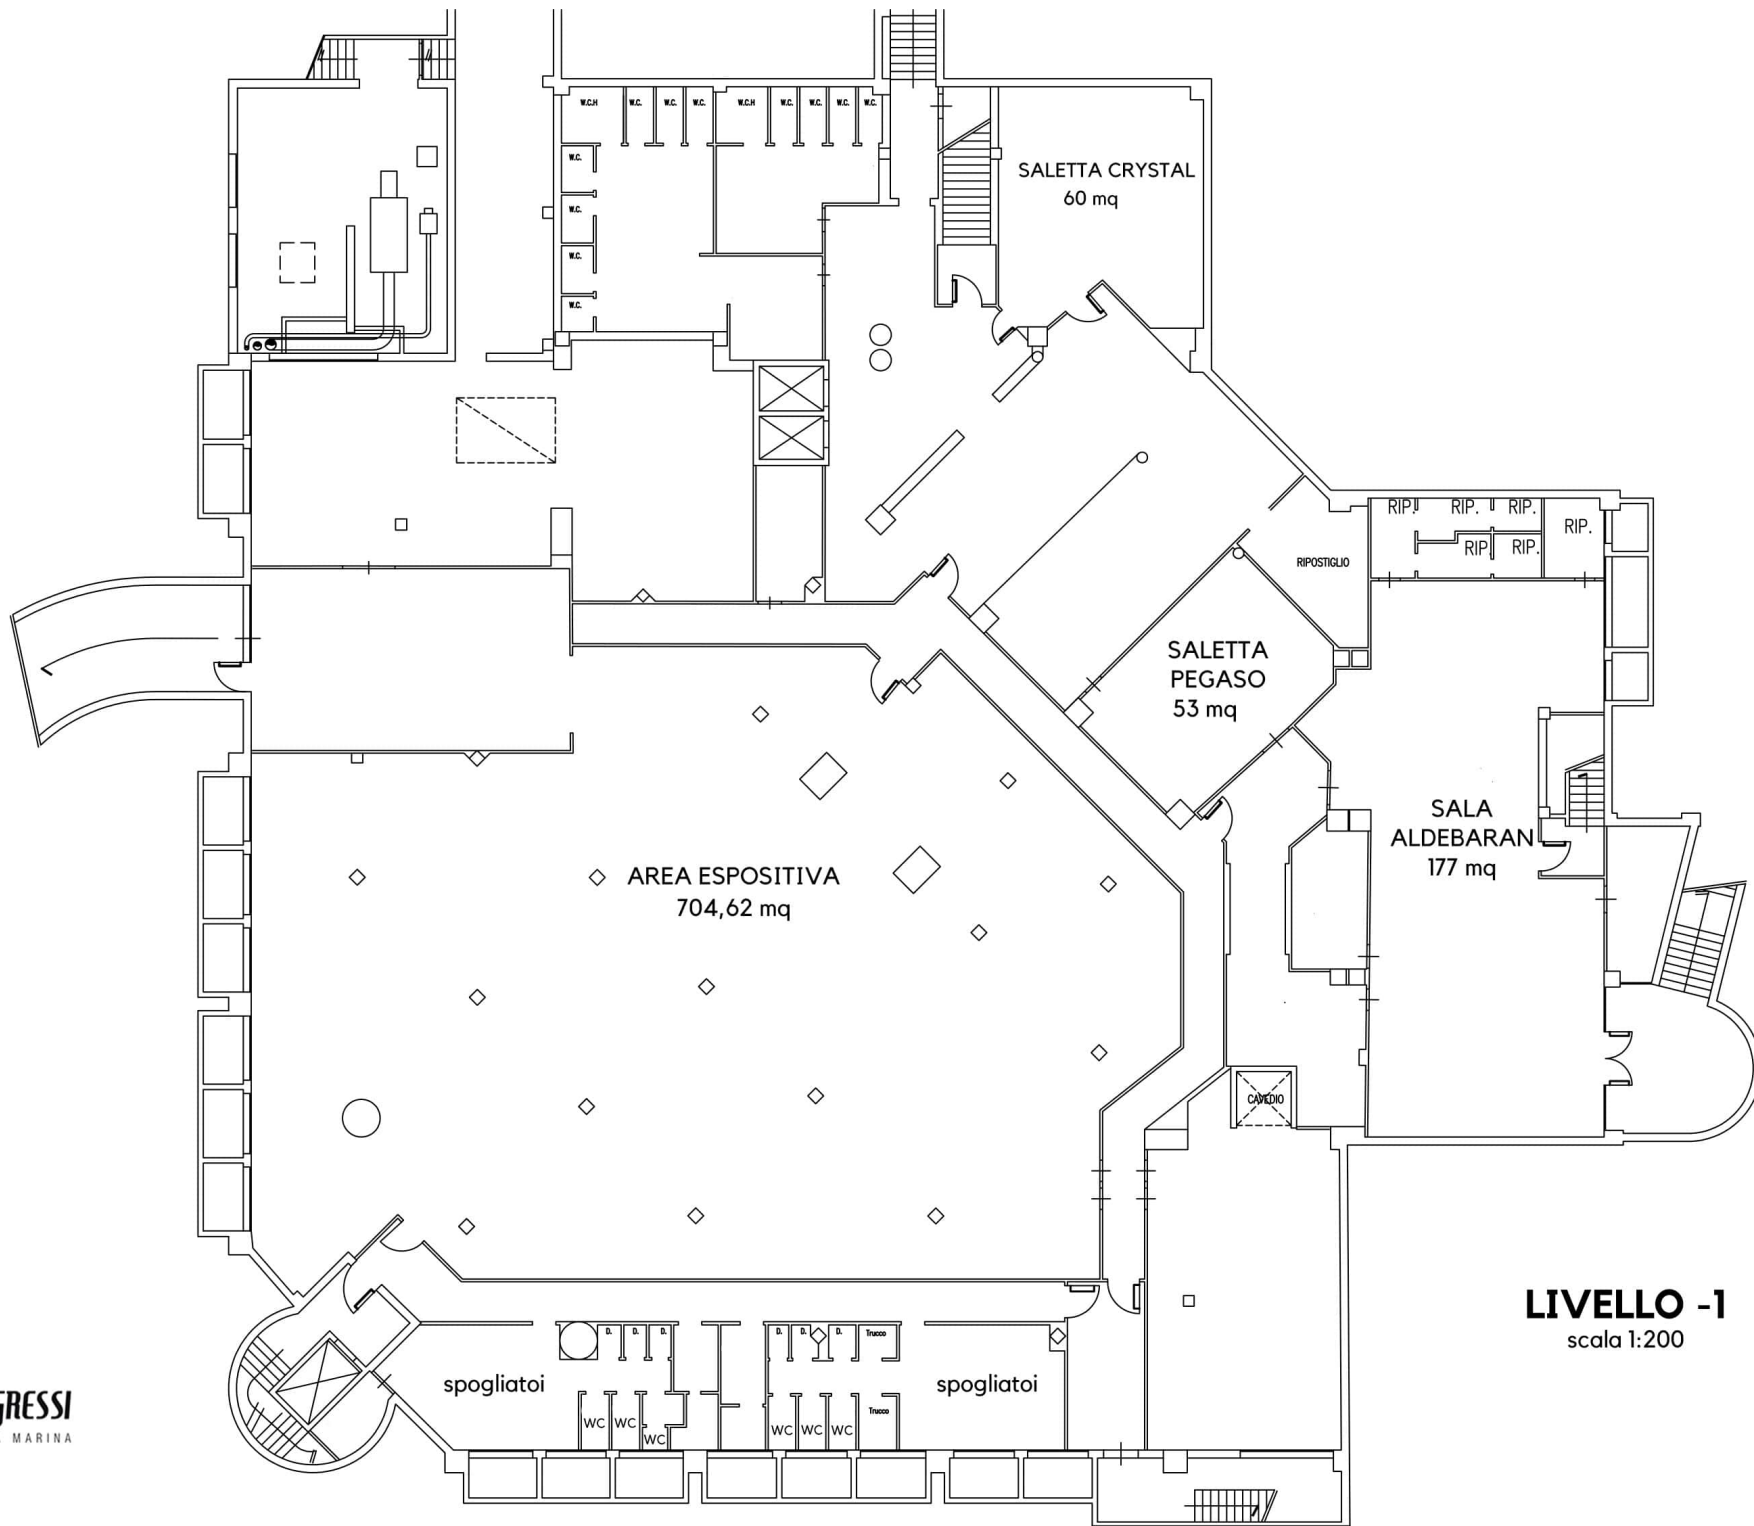 W.C.H
W.C.
W.C.
W.C.
W.C.H
W.C.
W.C.
W.C.
W.C.
W.C.
W.C.
W.C.
W.C.
SALETTA CRYSTAL
60 mq
RIP.
RIP.
RIP.
RIP.
RIP.
RIP.
RIPOSTIGLIO
SALETTA
PEGASO
53 mq
SALA
ALDEBARAN
177 mq
AREA ESPOSITIVA
704,62 mq
CAVEDIO
LIVELLO -1
scala 1:200
D.
D.
D.
D.
D.
D.
Trucco
spogliatoi
spogliatoi
Trucco
WC
WC
WC
WC
WC
WC
GRESSI
MARINA